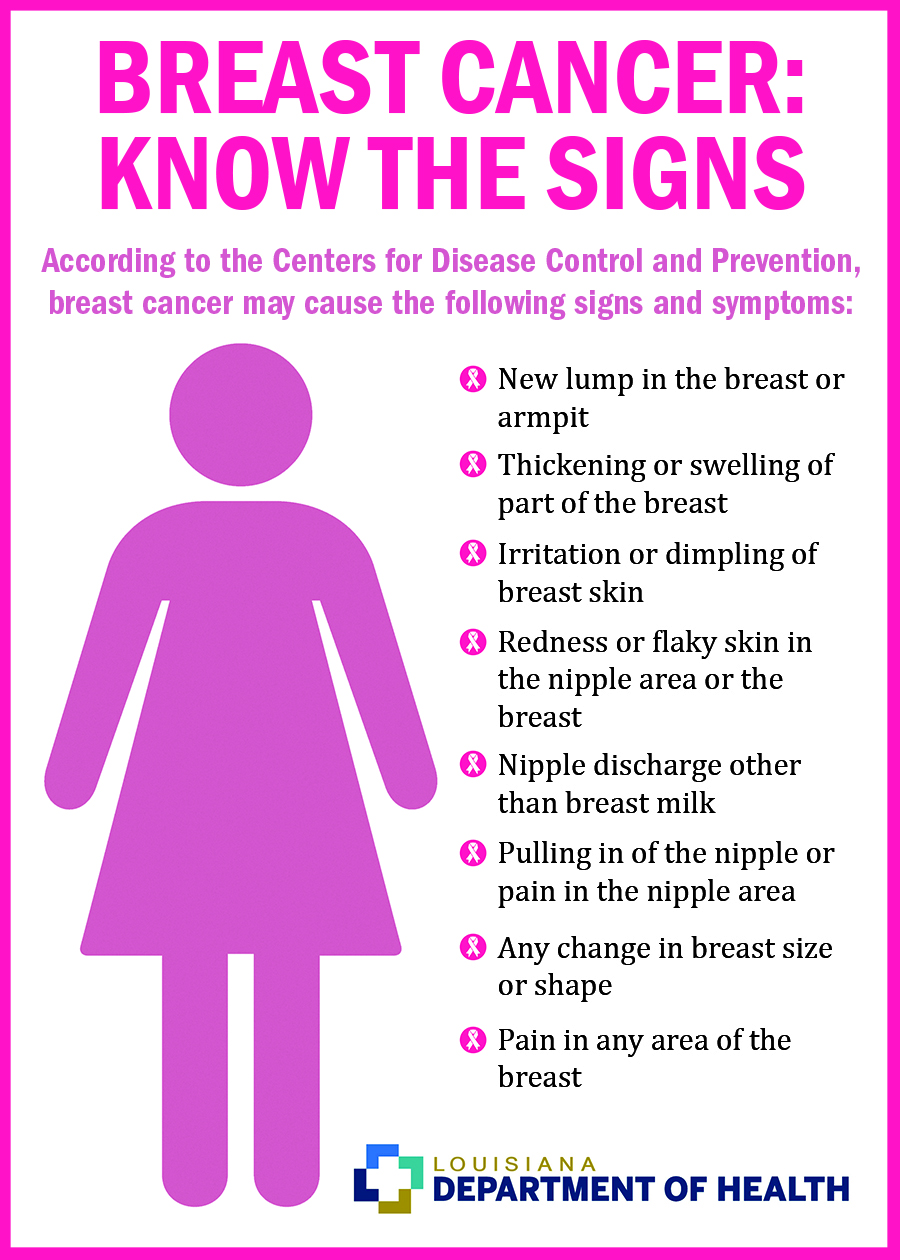 BREAST CANCER:
KNOW THE SIGNS
According to the Centers for Disease Control and Prevention,
breast cancer may cause the following signs and symptoms:
New lump in the breast or
armpit
Thickening or swelling of
part of the breast
Irritation or dimpling of
breast skin
Redness or flaky skin in
the nipple area or the
breast
Nipple discharge other
than breast milk
Pulling in of the nipple or
pain in the nipple area
Any change in breast size
or shape
Pain in any area of the
breast
LOUISIANA
DEPARTMENT OF HEALTH